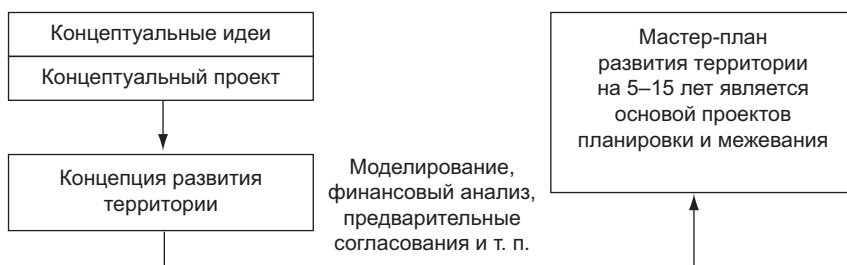 Концептуальные идеи
Концептуальный проект
Концепция развития
территории
Моделирование,
финансовый анализ,
предварительные
согласования и т. п.
Мастер-план
развития территории
на 5–15 лет является
основой проектов
планировки и межевания